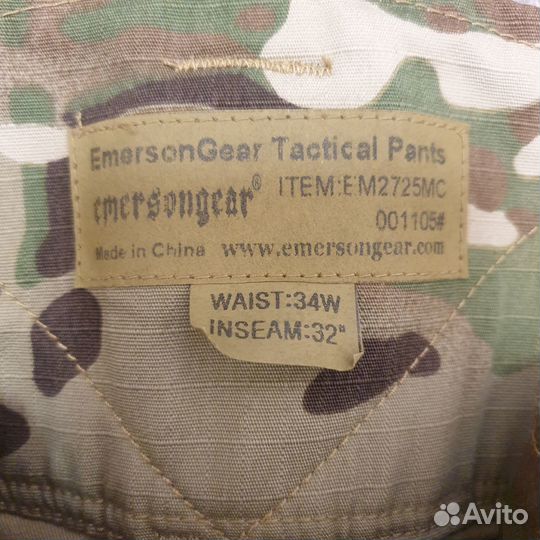 EmersonGear Tactical Pants
emersongear® ITEM:EM2725MC
001105#
Made in China www.emersongear.com
WAIST:34W
INSEAM:32"
Avito